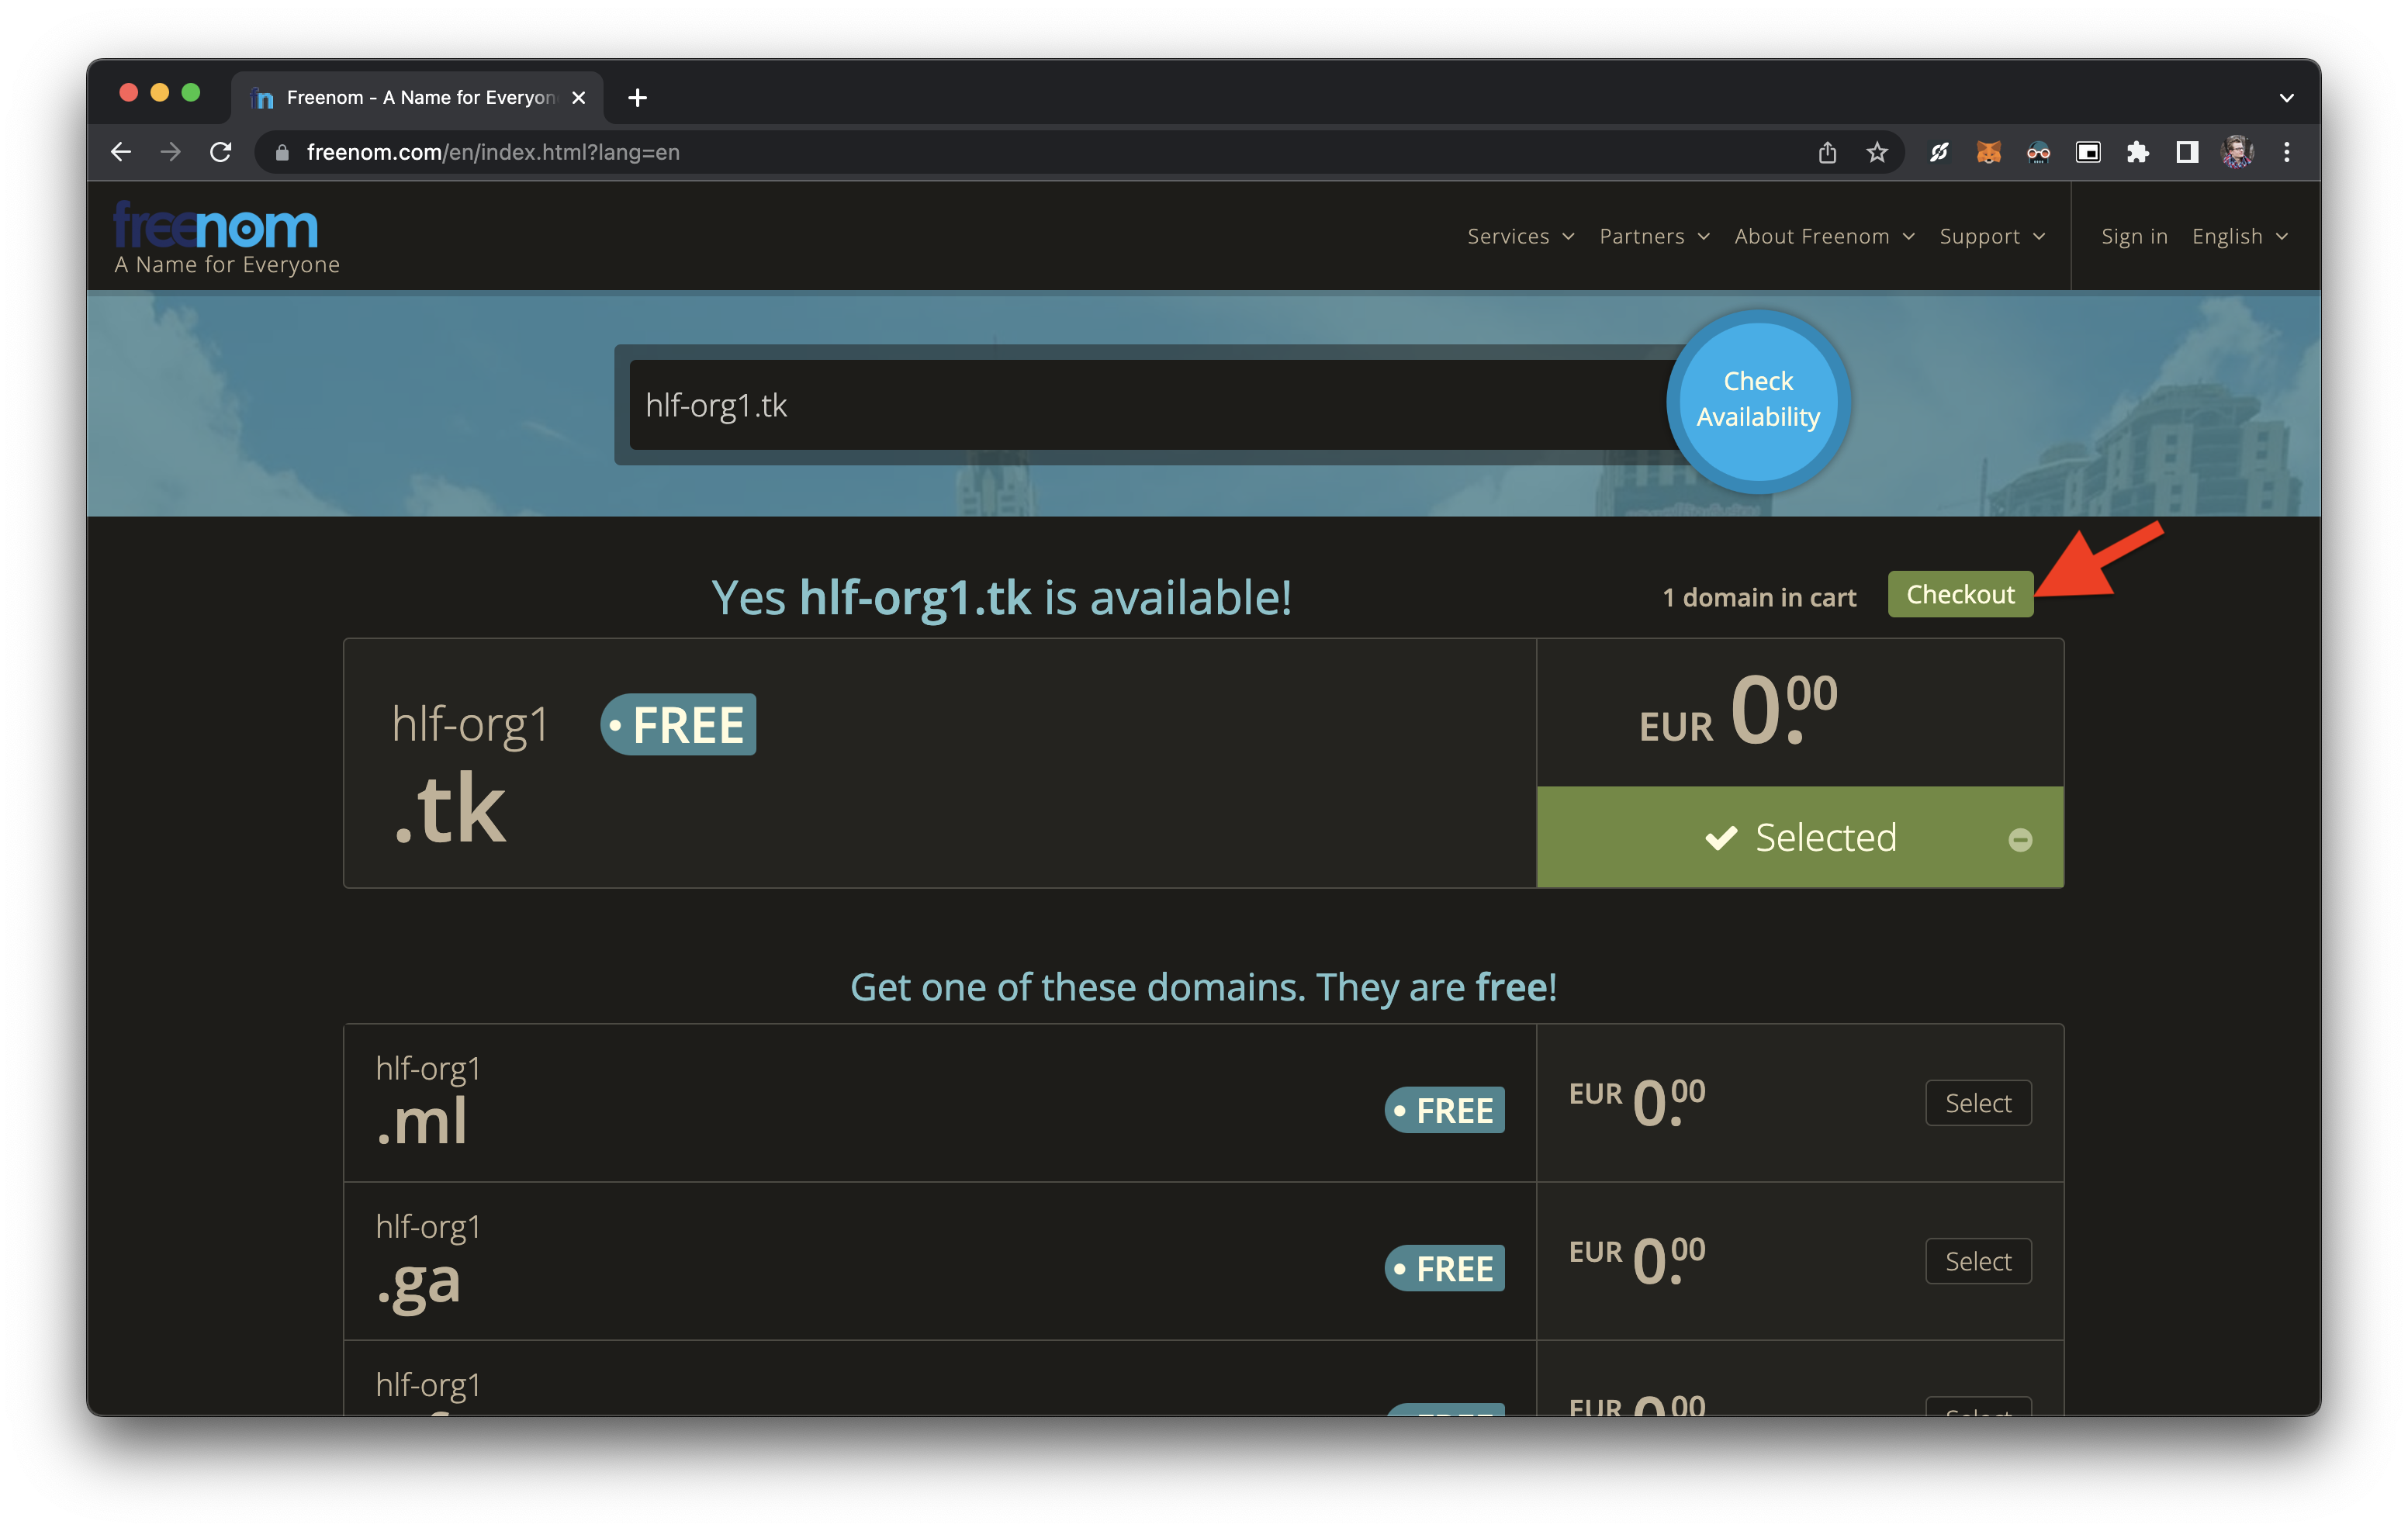 Freenom - A Name for Everyon
freenom.com/en/index.html?lang=en
freenom
A Name for Everyone
Services Partners About Freenom Support Sign in English
hlf-org1.tk
Check
Availability
Yes hlf-org1.tk is available!
1 domain in cart Checkout
hlf-org1 FREE
.tk
EUR 0.00
Selected
Get one of these domains. They are free!
hlf-org1
.ml
FREE
EUR 0.00
Select
hlf-org1
.ga
FREE
EUR 0.00
Select
hlf-org1
FREE
EUR 0.00
Select